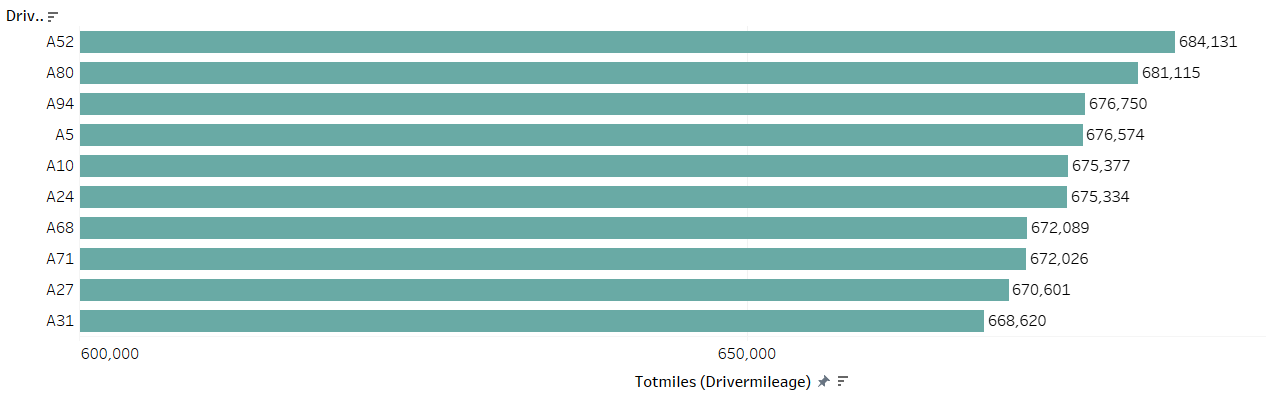 Driv..
A52 684,131
A80 681,115
A94 676,750
A5 676,574
A10 675,377
A24 675,334
A68 672,089
A71 672,026
A27 670,601
A31 668,620
600,000 650,000
Totmiles (Drivermileage)